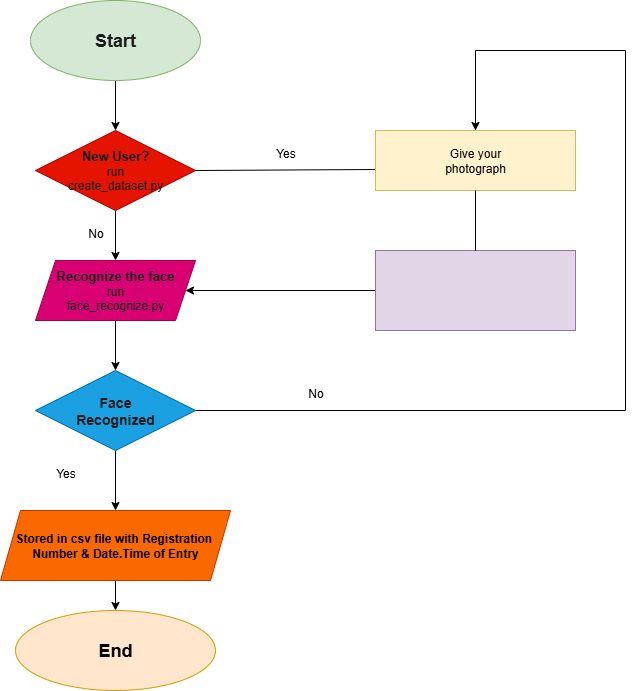 Start
New User?
run
create_dataset.py
Yes
Give your
photograph
No
Recognize the face
run
face_recognize.py
Face
Recognized
No
Yes
Stored in csv file with Registration
Number & Date.Time of Entry
End